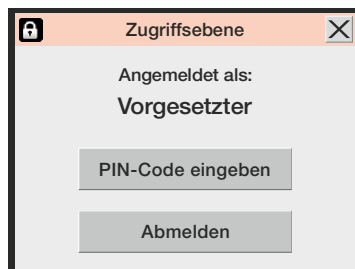 Zugriffsebene
Angemeldet als:
Vorgesetzter
PIN-Code eingeben
Abmelden